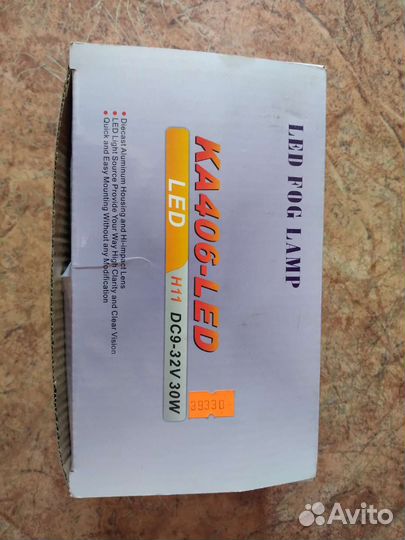 LED FOG LAMP
KA406-LED
LED H11 DC9-32V 30W
• Diecast Aluminum Housing and Hi-impact Lens
• LED Light Source Provide Your Way High Clarity and Clear Vision
• Quick and Easy Mounting Without any Modification
39330-
Avito